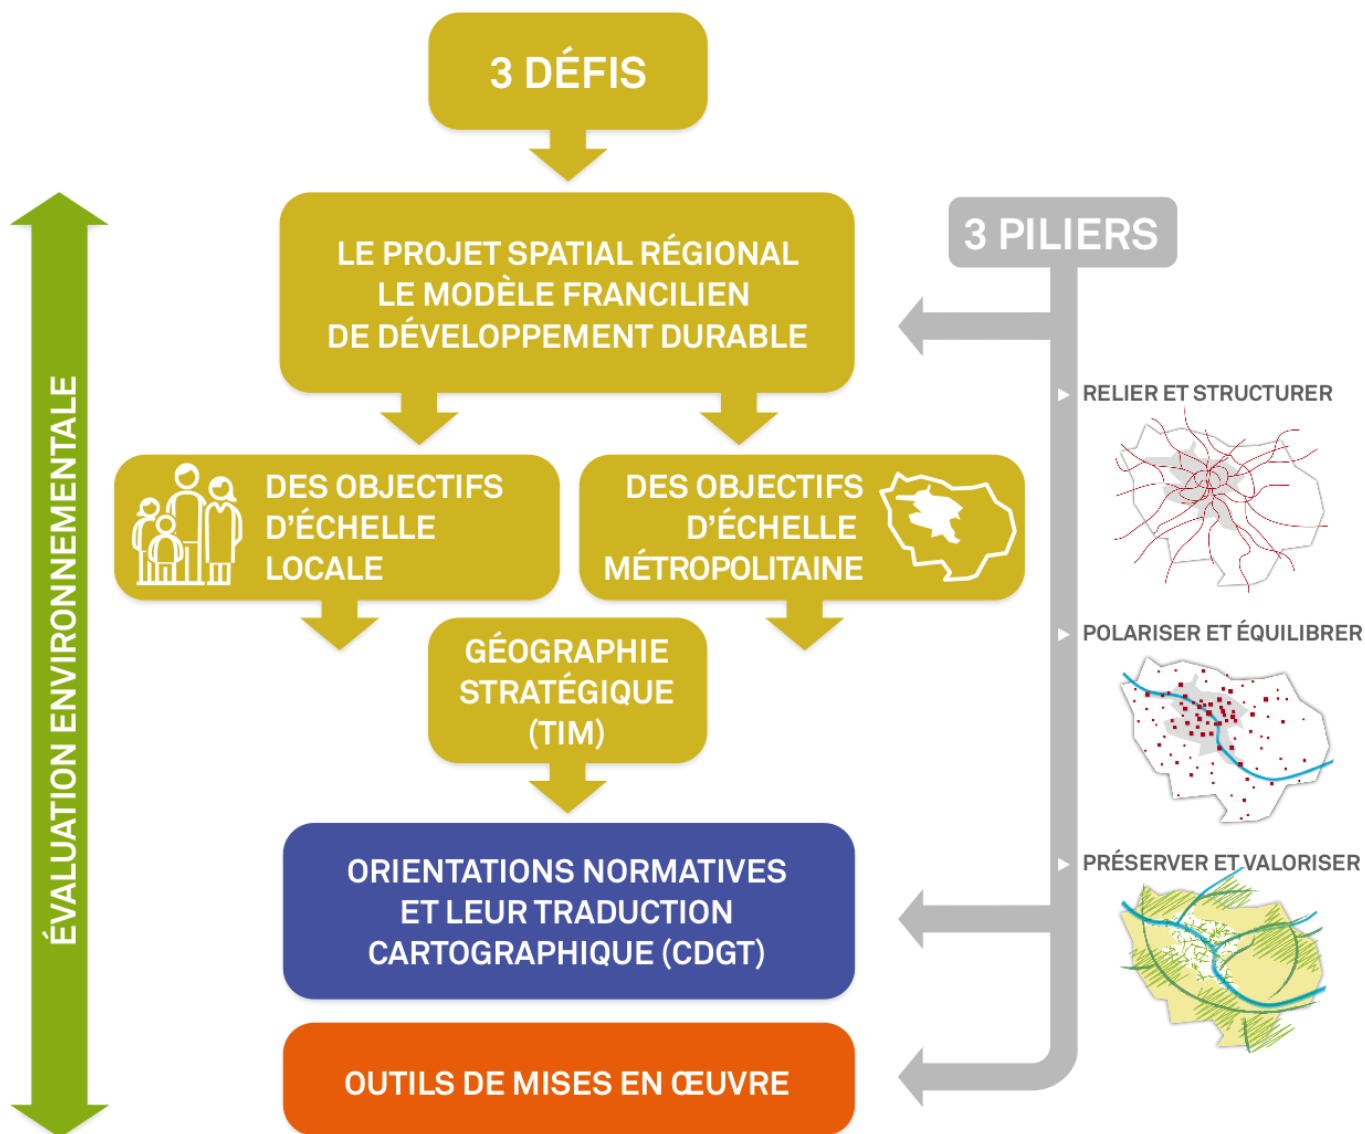 3 DÉFIS
LE PROJET SPATIAL RÉGIONAL
LE MODÈLE FRANCILIEN
DE DÉVELOPPEMENT DURABLE
3 PILIERS
RELIER ET STRUCTURER
DES OBJECTIFS
D'ÉCHELLE
LOCALE
DES OBJECTIFS
D'ÉCHELLE
MÉTROPOLITAINE
GÉOGRAPHIE
STRATÉGIQUE
(TIM)
POLARISER ET ÉQUILIBRER
ORIENTATIONS NORMATIVES
ET LEUR TRADUCTION
CARTOGRAPHIQUE (CDGT)
PRÉSERVER ET VALORISER
OUTILS DE MISES EN ŒUVRE
ÉVALUATION ENVIRONNEMENTALE